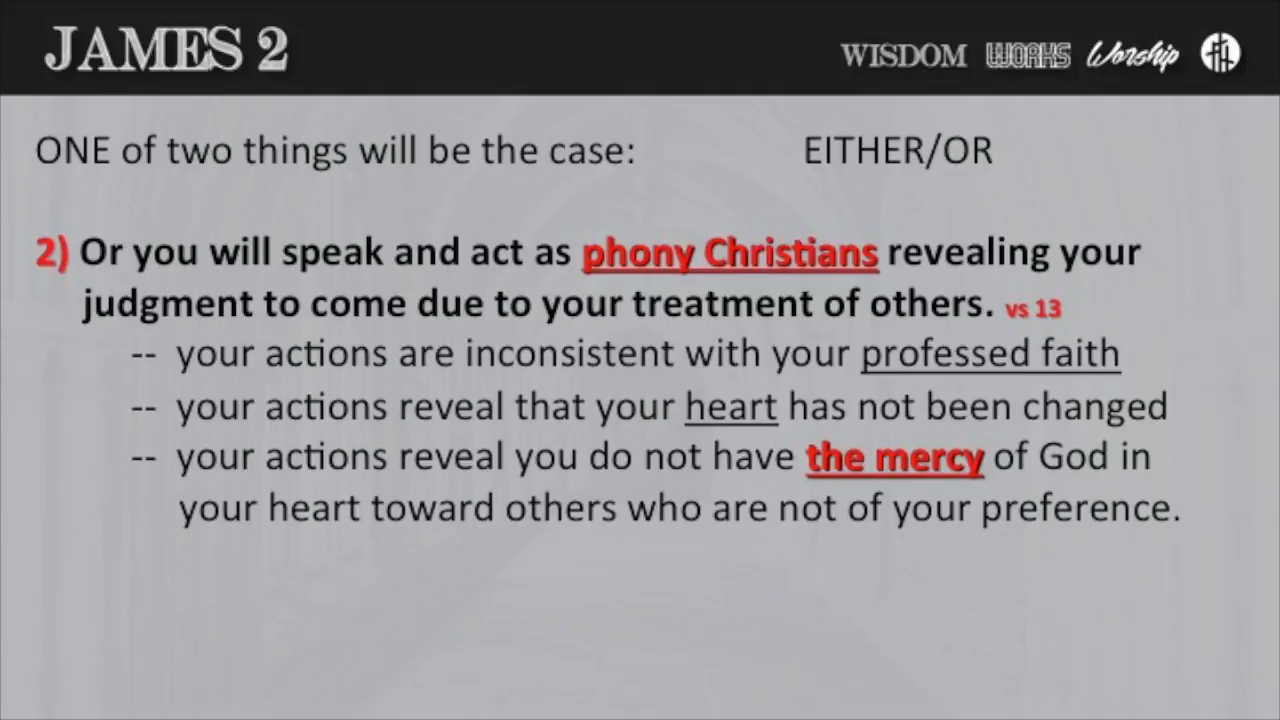 JAMES 2
WISDOM WORKS Worship
ONE of two things will be the case: EITHER/OR
2) Or you will speak and act as phony Christians revealing your
judgment to come due to your treatment of others. vs 13
-- your actions are inconsistent with your professed faith
-- your actions reveal that your heart has not been changed
-- your actions reveal you do not have the mercy of God in
your heart toward others who are not of your preference.